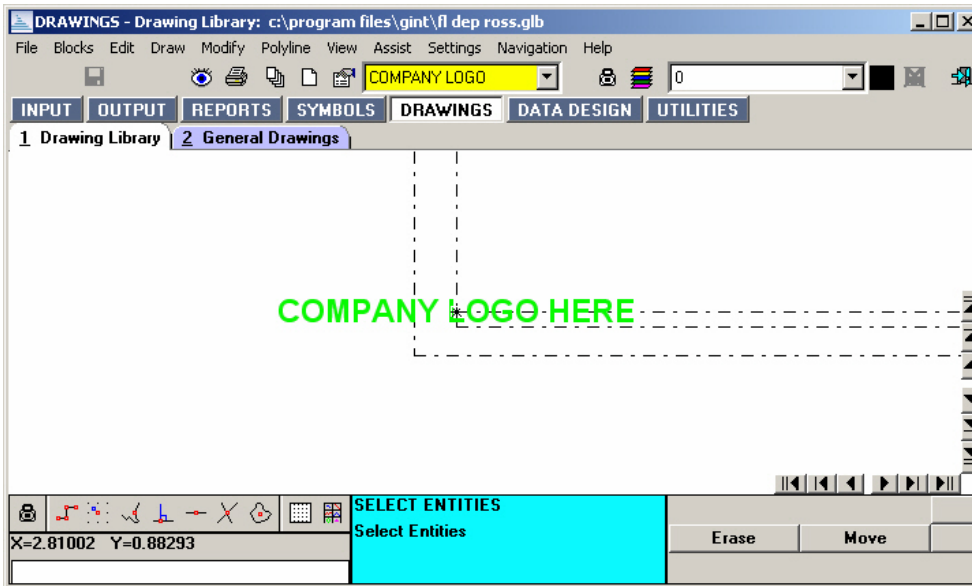 DRAWINGS - Drawing Library: c:\program files\gint\fl dep ross.glb
File Blocks Edit Draw Modify Polyline View Assist Settings Navigation Help
COMPANY LOGO 0
INPUT OUTPUT REPORTS SYMBOLS DRAWINGS DATA DESIGN UTILITIES
1 Drawing Library 2 General Drawings
COMPANY LOGO HERE
SELECT ENTITIES
Select Entities
Erase Move
X=2.81002 Y=0.88293